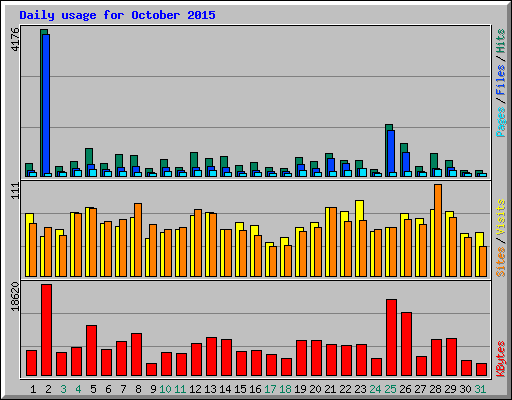 Daily usage for October 2015
4176
Pages / Files / Hits
111
Sites / Visits
18620
KBytes
1 2 3 4 5 6 7 8 9 10 11 12 13 14 15 16 17 18 19 20 21 22 23 24 25 26 27 28 29 30 31